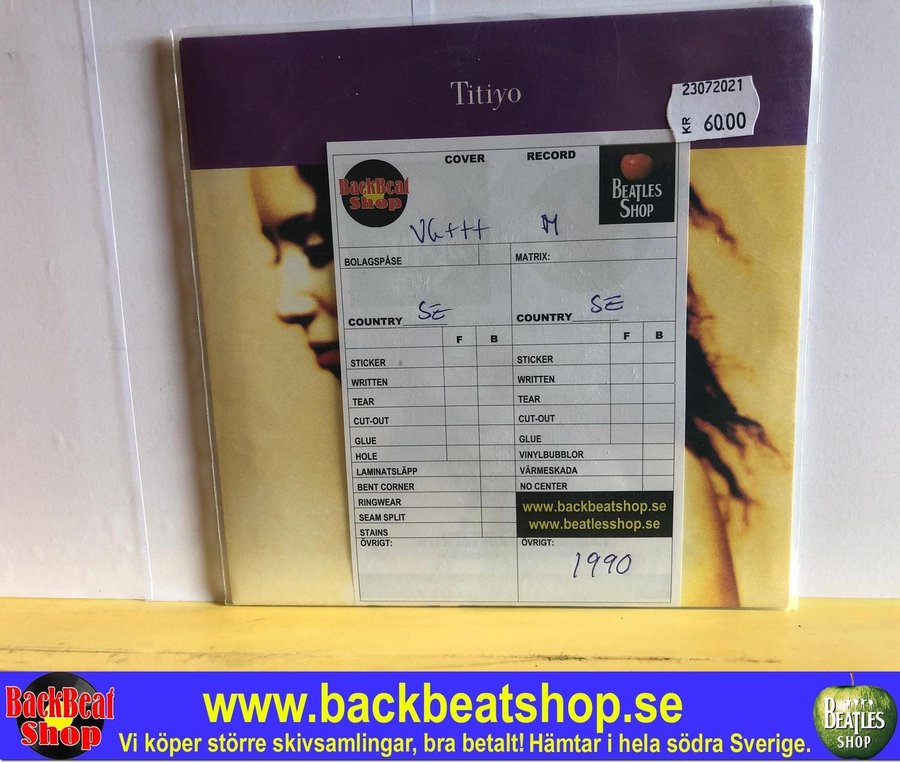 Titiyo
23072021
KR 60.00
COVER RECORD
BackBeat
Shop
BEATLES
SHOP
VG+++ M
BOLAGSPÅSE MATRIX:
COUNTRY SE COUNTRY SE
F B F B
STICKER STICKER
WRITTEN WRITTEN
TEAR TEAR
CUT-OUT CUT-OUT
GLUE GLUE
HOLE VINYLBUBBLOR
LAMINATSLÄPP VÄRMESKADA
BENT CORNER NO CENTER
RINGWEAR www.backbeatshop.se
SEAM SPLIT www.beatlesshop.se
STAINS
ÖVRIGT: ÖVRIGT:
1990
BackBeat
Shop
www.backbeatshop.se
Vi köper större skivsamlingar, bra betalt! Hämtar i hela södra Sverige.
BEATLES
SHOP